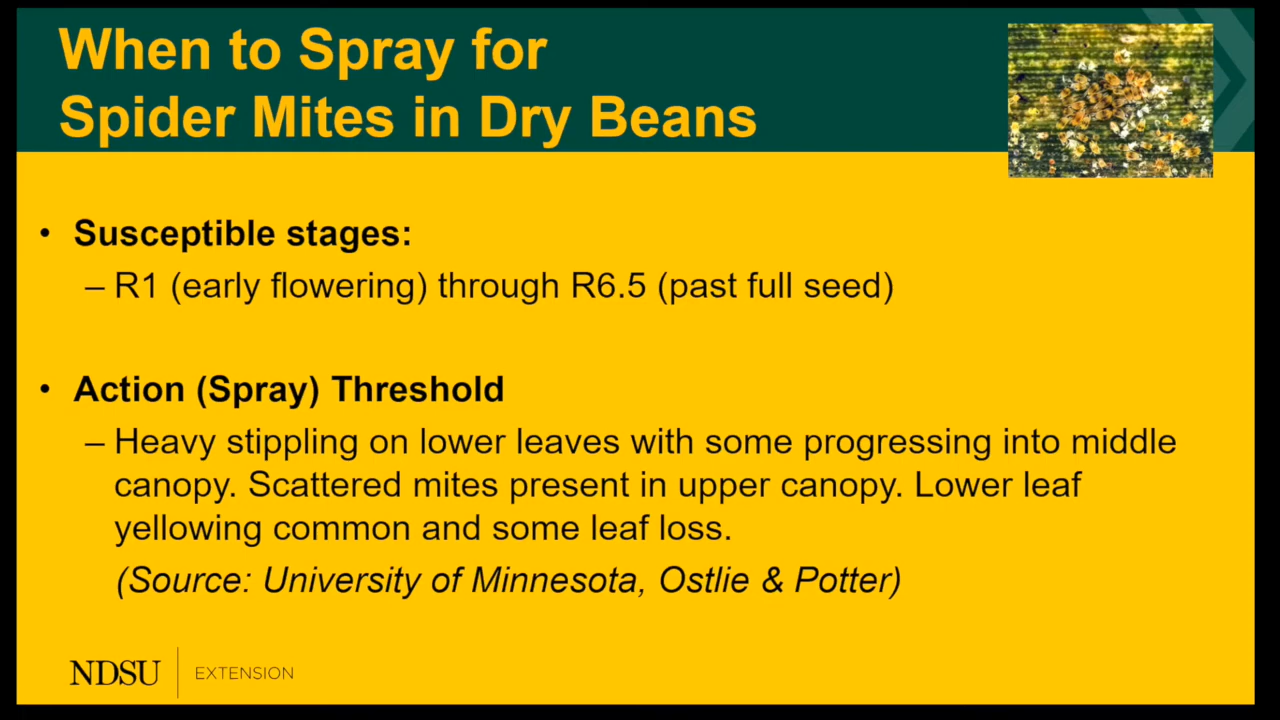 When to Spray for
Spider Mites in Dry Beans
• Susceptible stages:
– R1 (early flowering) through R6.5 (past full seed)
• Action (Spray) Threshold
– Heavy stippling on lower leaves with some progressing into middle
canopy. Scattered mites present in upper canopy. Lower leaf
yellowing common and some leaf loss.
(Source: University of Minnesota, Ostlie & Potter)
NDSU EXTENSION